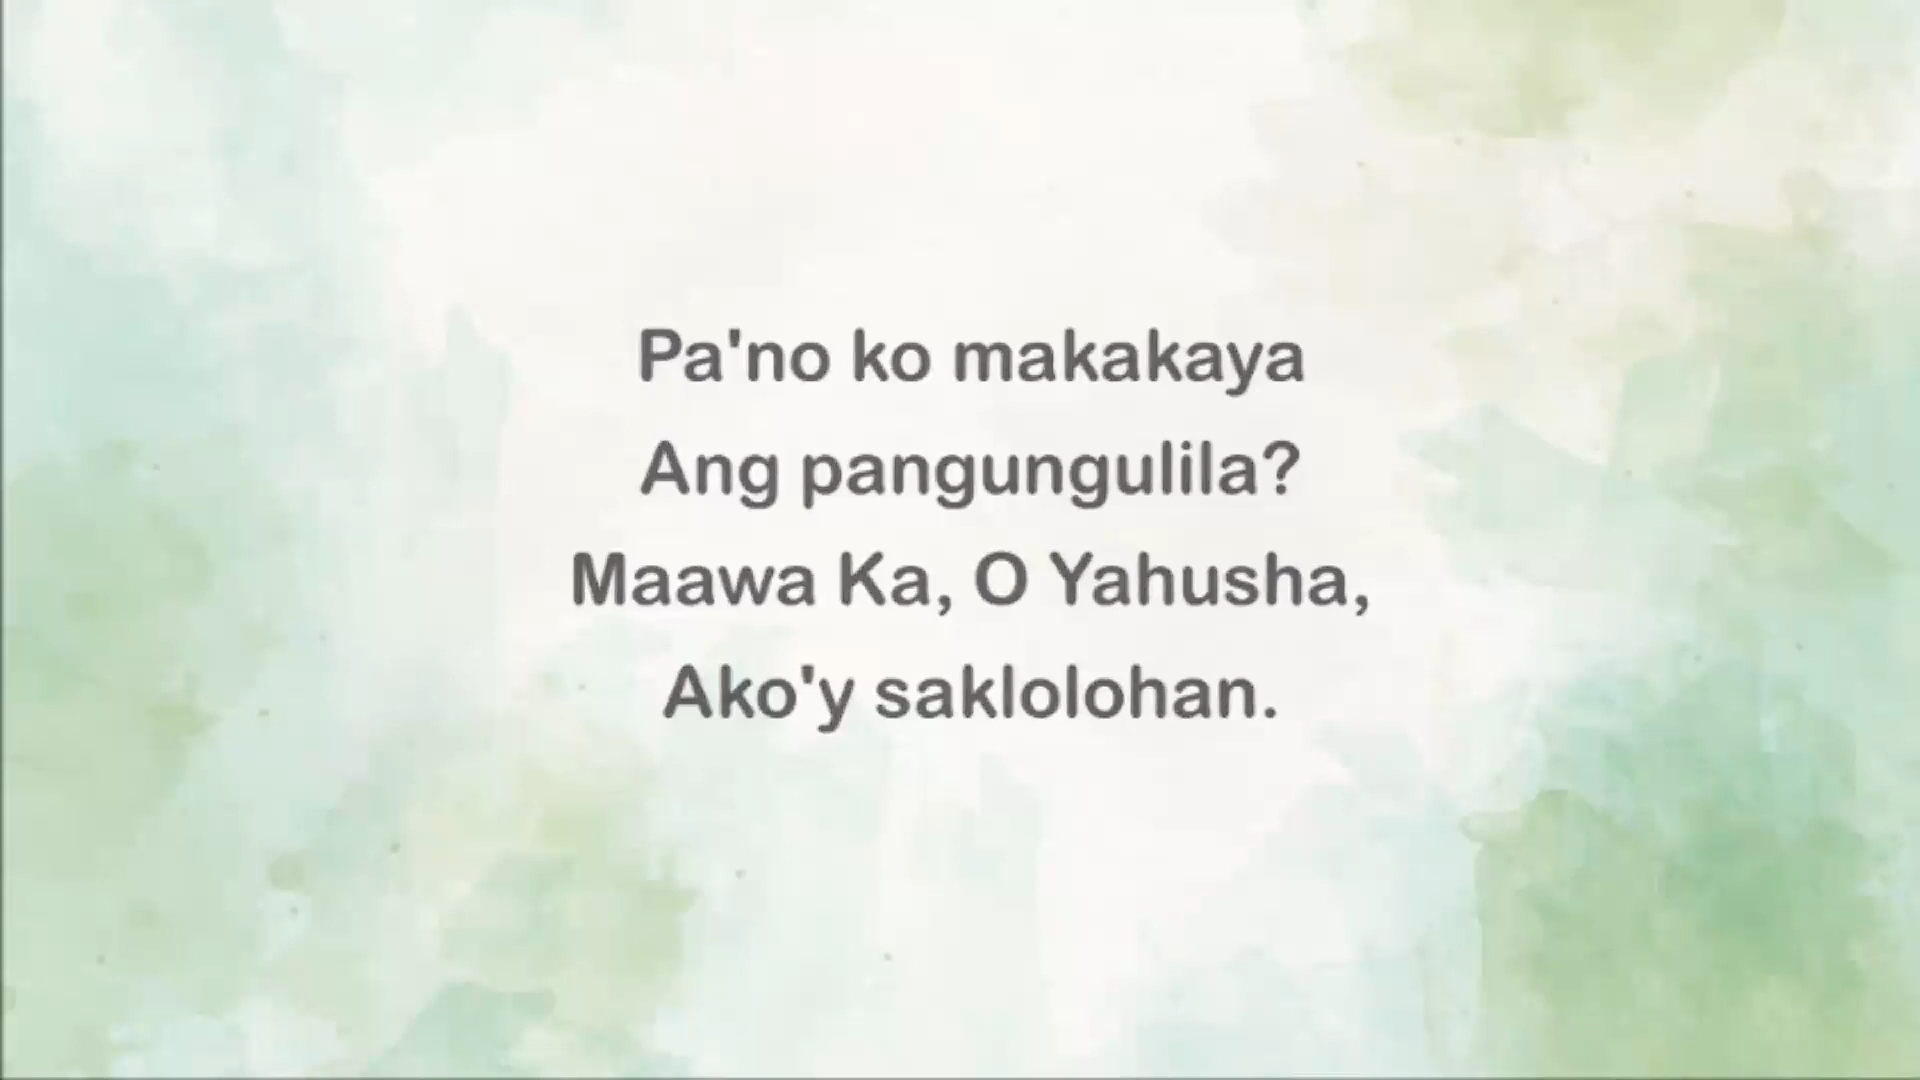 Pa'no ko makakaya
Ang pangungulila?
Maawa Ka, O Yahusha,
Ako'y saklolohan.